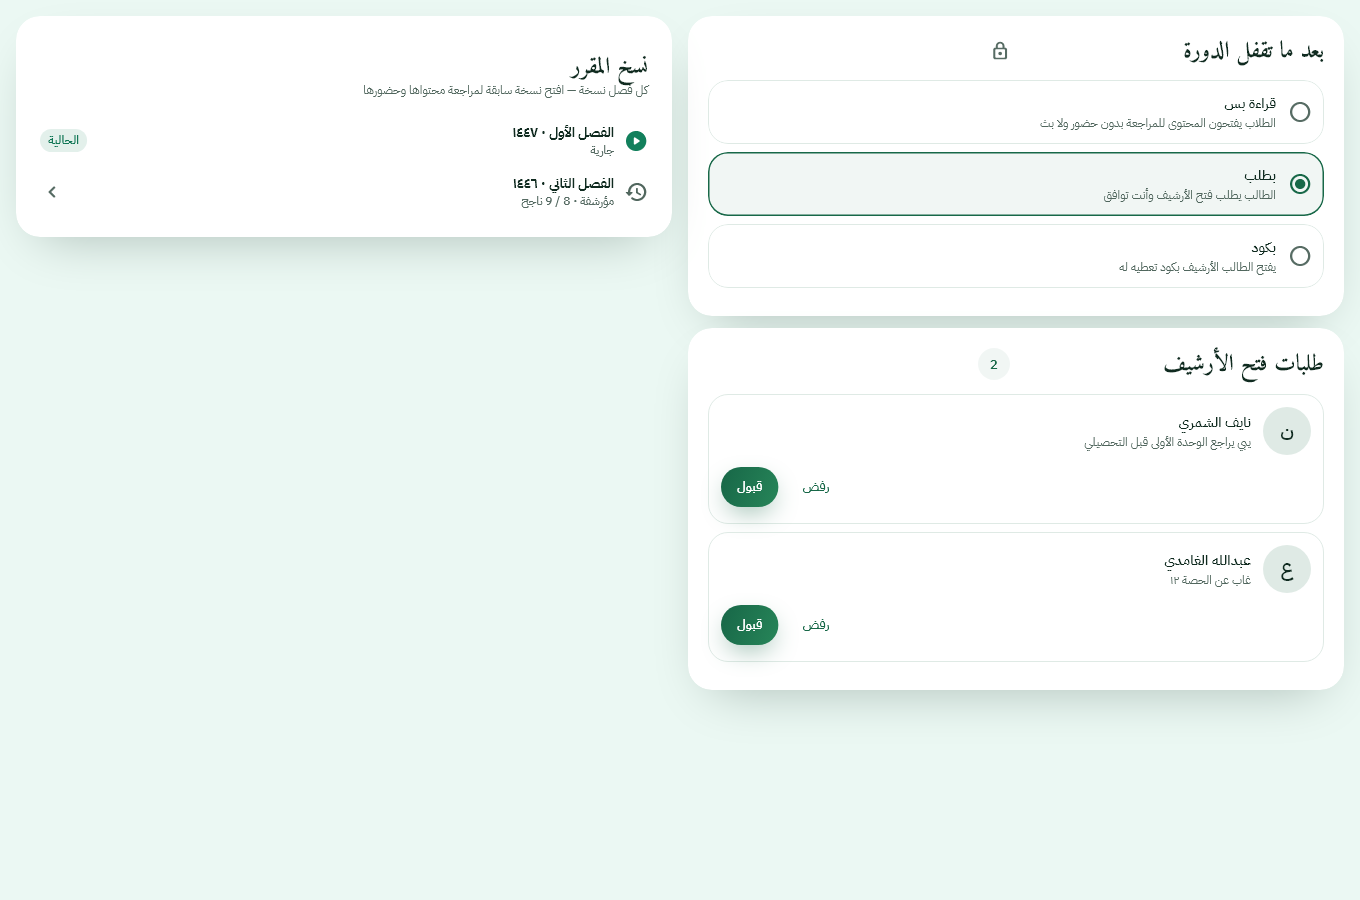 بعد ما تقفل الدورة
قراءة بس
الطلاب يفتحون المحتوى للمراجعة بدون حضور ولا بث
بطلب
الطالب يطلب فتح الأرشيف وأنت توافق
بكود
يفتح الطالب الأرشيف بكود تعطيه له
طلبات فتح الأرشيف
2
ن
نايف الشمري
يبي يراجع الوحدة الأولى قبل التحصيلي
رفض
قبول
ع
عبدالله الغامدي
غاب عن الحصة ١٢
رفض
قبول
نسخ المقرر
كل فصل نسخة — افتح نسخة سابقة لمراجعة محتواها وحضورها
الفصل الأول · ١٤٤٧
جارية
الحالية
الفصل الثاني · ١٤٤٦
مؤرشفة · 8 / 9 ناجح